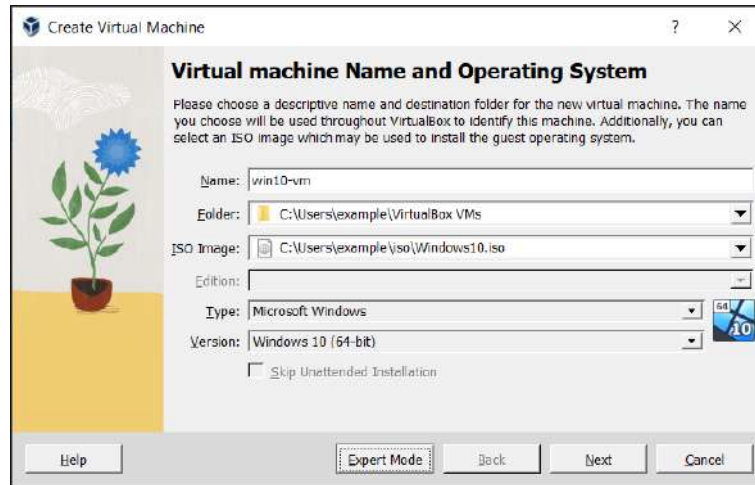 Create Virtual Machine
?
Virtual machine Name and Operating System
Please choose a descriptive name and destination folder for the new virtual machine. The name
you choose will be used throughout VirtualBox to identify this machine. Additionally, you can
select an ISO image which may be used to install the guest operating system.
Name: win10-vm
Folder: C:\Users\example\VirtualBox VMs
ISO Image: C:\Users\example\iso\Windows10.iso
Edition:
Type: Microsoft Windows
64
10
Version: Windows 10 (64-bit)
Skip Unattended Installation
Help Expert Mode Back Next Cancel